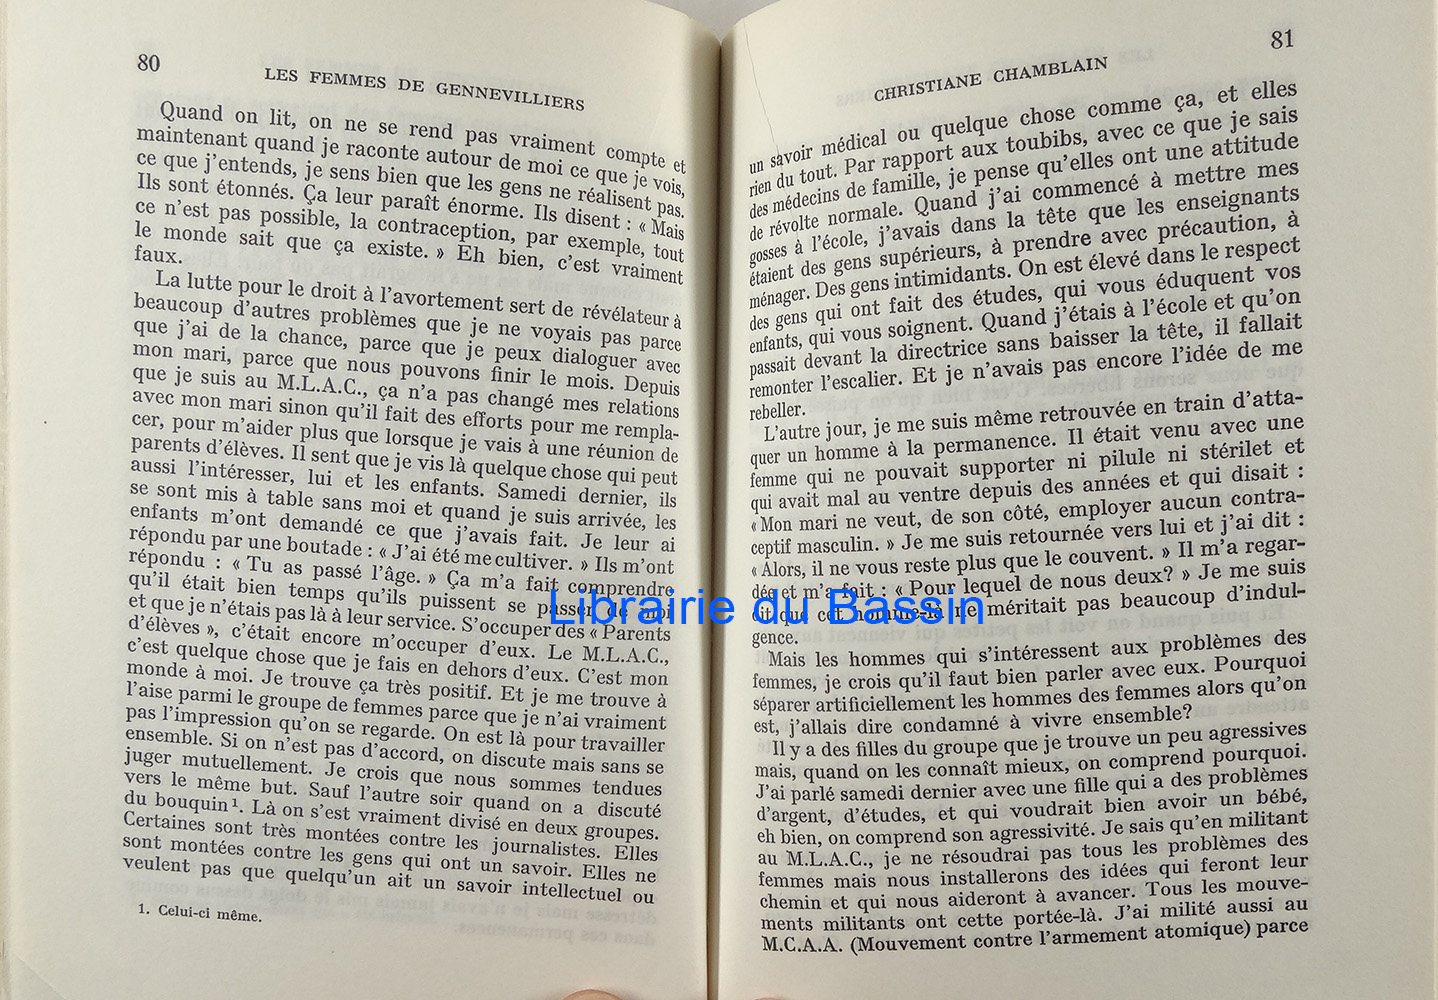 80
LES FEMMES DE GENNEVILLIERS
Quand on lit, on ne se rend pas vraiment compte et
maintenant quand je raconte autour de moi ce que je vois,
ce que j'entends, je sens bien que les gens ne réalisent pas.
Ils sont étonnés. Ça leur paraît énorme. Ils disent : « Mais
ce n'est pas possible, la contraception, par exemple, tout
le monde sait que ça existe. » Eh bien, c'est vraiment
faux.
La lutte pour le droit à l'avortement sert de révélateur à
beaucoup d'autres problèmes que je ne voyais pas parce
que j'ai de la chance, parce que je peux dialoguer avec
mon mari, parce que nous pouvons finir le mois. Depuis
que je suis au M.L.A.C., ça n'a pas changé mes relations
avec mon mari sinon qu'il fait des efforts pour me rempla-
cer, pour m'aider plus que lorsque je vais à une réunion de
parents d'élèves. Il sent que je vis là quelque chose qui peut
aussi l'intéresser, lui et les enfants. Samedi dernier, ils
se sont mis à table sans moi et quand je suis arrivée, les
enfants m'ont demandé ce que j'avais fait. Je leur ai
répondu par une boutade : « J'ai été me cultiver. » Ils m'ont
répondu : « Tu as passé l'âge. » Ça m'a fait comprendre
qu'il était bien temps qu'ils puissent se passer de moi
et que je n'étais pas là à leur service. S'occuper des « Parents
d'élèves », c'était encore m'occuper d'eux. Le M.L.A.C.,
c'est quelque chose que je fais en dehors d'eux. C'est mon
monde à moi. Je trouve ça très positif. Et je me trouve à
l'aise parmi le groupe de femmes parce que je n'ai vraiment
pas l'impression qu'on se regarde. On est là pour travailler
ensemble. Si on n'est pas d'accord, on discute mais sans se
juger mutuellement. Je crois que nous sommes tendues
vers le même but. Sauf l'autre soir quand on a discuté
du bouquin¹. Là on s'est vraiment divisé en deux groupes.
Certaines sont très montées contre les journalistes. Elles
sont montées contre les gens qui ont un savoir. Elles ne
veulent pas que quelqu'un ait un savoir intellectuel ou
1. Celui-ci même.
81
CHRISTIANE CHAMBLAIN
un savoir médical ou quelque chose comme ça, et elles
rien du tout. Par rapport aux toubibs, avec ce que je sais
des médecins de famille, je pense qu'elles ont une attitude
de révolte normale. Quand j'ai commencé à mettre mes
gosses à l'école, j'avais dans la tête que les enseignants
étaient des gens supérieurs, à prendre avec précaution, à
ménager. Des gens intimidants. On est élevé dans le respect
des gens qui ont fait des études, qui vous éduquent vos
enfants, qui vous soignent. Quand j'étais à l'école et qu'on
passait devant la directrice sans baisser la tête, il fallait
remonter l'escalier. Et je n'avais pas encore l'idée de me
rebeller.
L'autre jour, je me suis même retrouvée en train d'atta-
quer un homme à la permanence. Il était venu avec une
femme qui ne pouvait supporter ni pilule ni stérilet et
qui avait mal au ventre depuis des années et qui disait :
« Mon mari ne veut, de son côté, employer aucun contra-
ceptif masculin. » Je me suis retournée vers lui et j'ai dit :
« Alors, il ne vous reste plus que le couvent. » Il m'a regar-
dée et m'a fait : « Pour lequel de nous deux? » Je me suis
dit que cet homme-là ne méritait pas beaucoup d'indul-
gence.
Mais les hommes qui s'intéressent aux problèmes des
femmes, je crois qu'il faut bien parler avec eux. Pourquoi
séparer artificiellement les hommes des femmes alors qu'on
est, j'allais dire condamné à vivre ensemble?
Il y a des filles du groupe que je trouve un peu agressives
mais, quand on les connaît mieux, on comprend pourquoi.
J'ai parlé samedi dernier avec une fille qui a des problèmes
d'argent, d'études, et qui voudrait bien avoir un bébé,
eh bien, on comprend son agressivité. Je sais qu'en militant
au M.L.A.C., je ne résoudrai pas tous les problèmes des
femmes mais nous installerons des idées qui feront leur
chemin et qui nous aideront à avancer. Tous les mouve-
ments militants ont cette portée-là. J'ai milité aussi au
M.C.A.A. (Mouvement contre l'armement atomique) parce
Librairie du Bassin